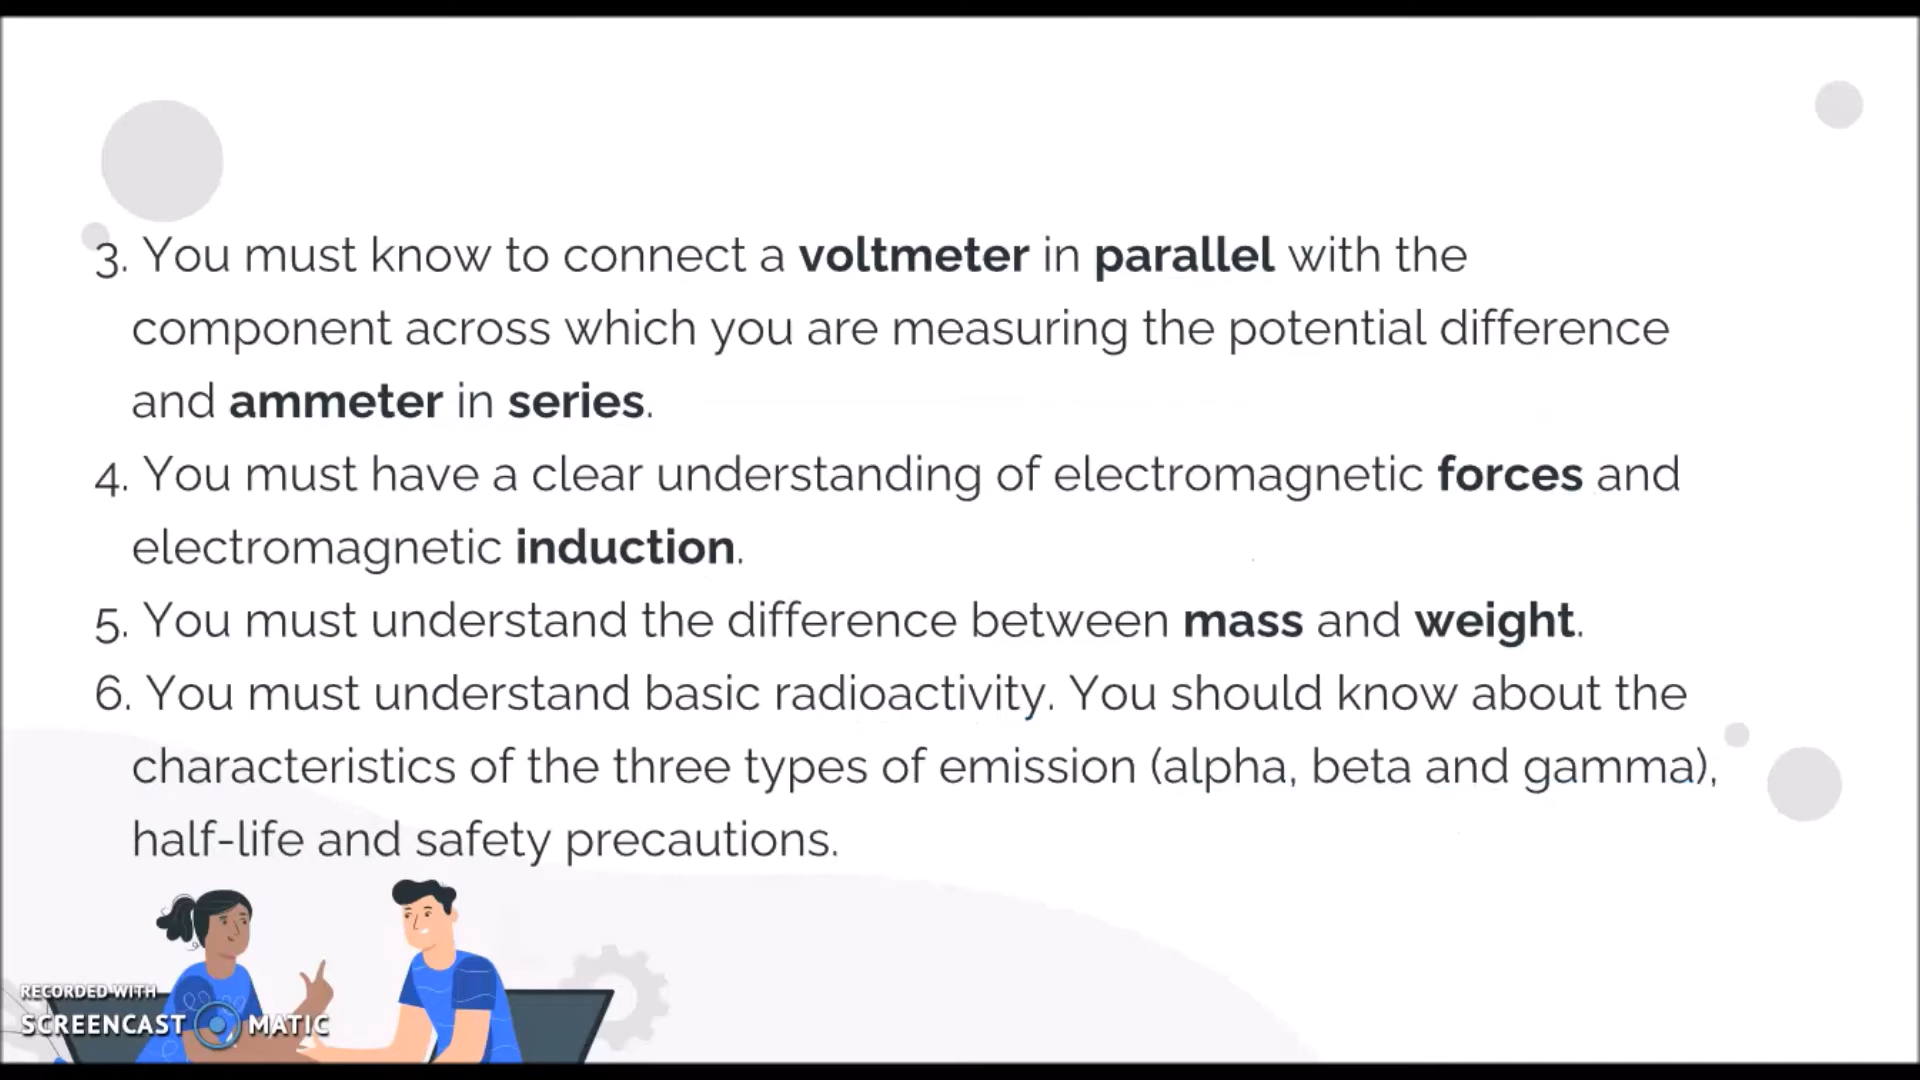 3. You must know to connect a voltmeter in parallel with the
component across which you are measuring the potential difference
and ammeter in series.
4. You must have a clear understanding of electromagnetic forces and
electromagnetic induction.
5. You must understand the difference between mass and weight.
6. You must understand basic radioactivity. You should know about the
characteristics of the three types of emission (alpha, beta and gamma),
half-life and safety precautions.
RECORDED WITH
SCREENCAST MATIC